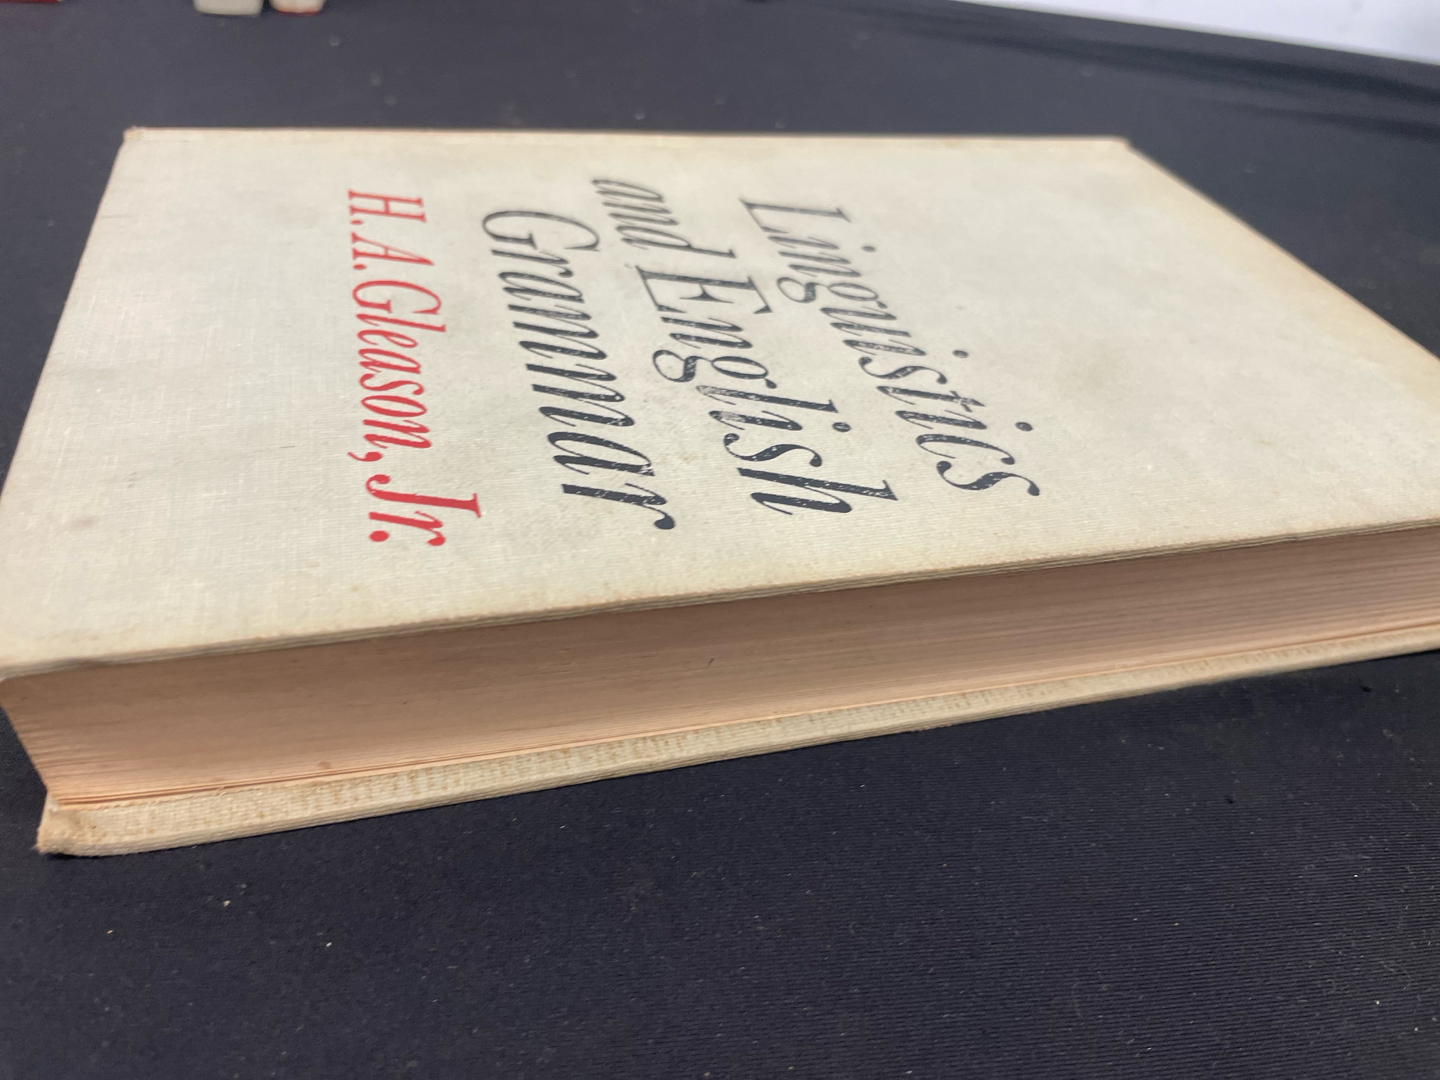 Linguistics
and English
Grammar
H. A. Gleason, Jr.